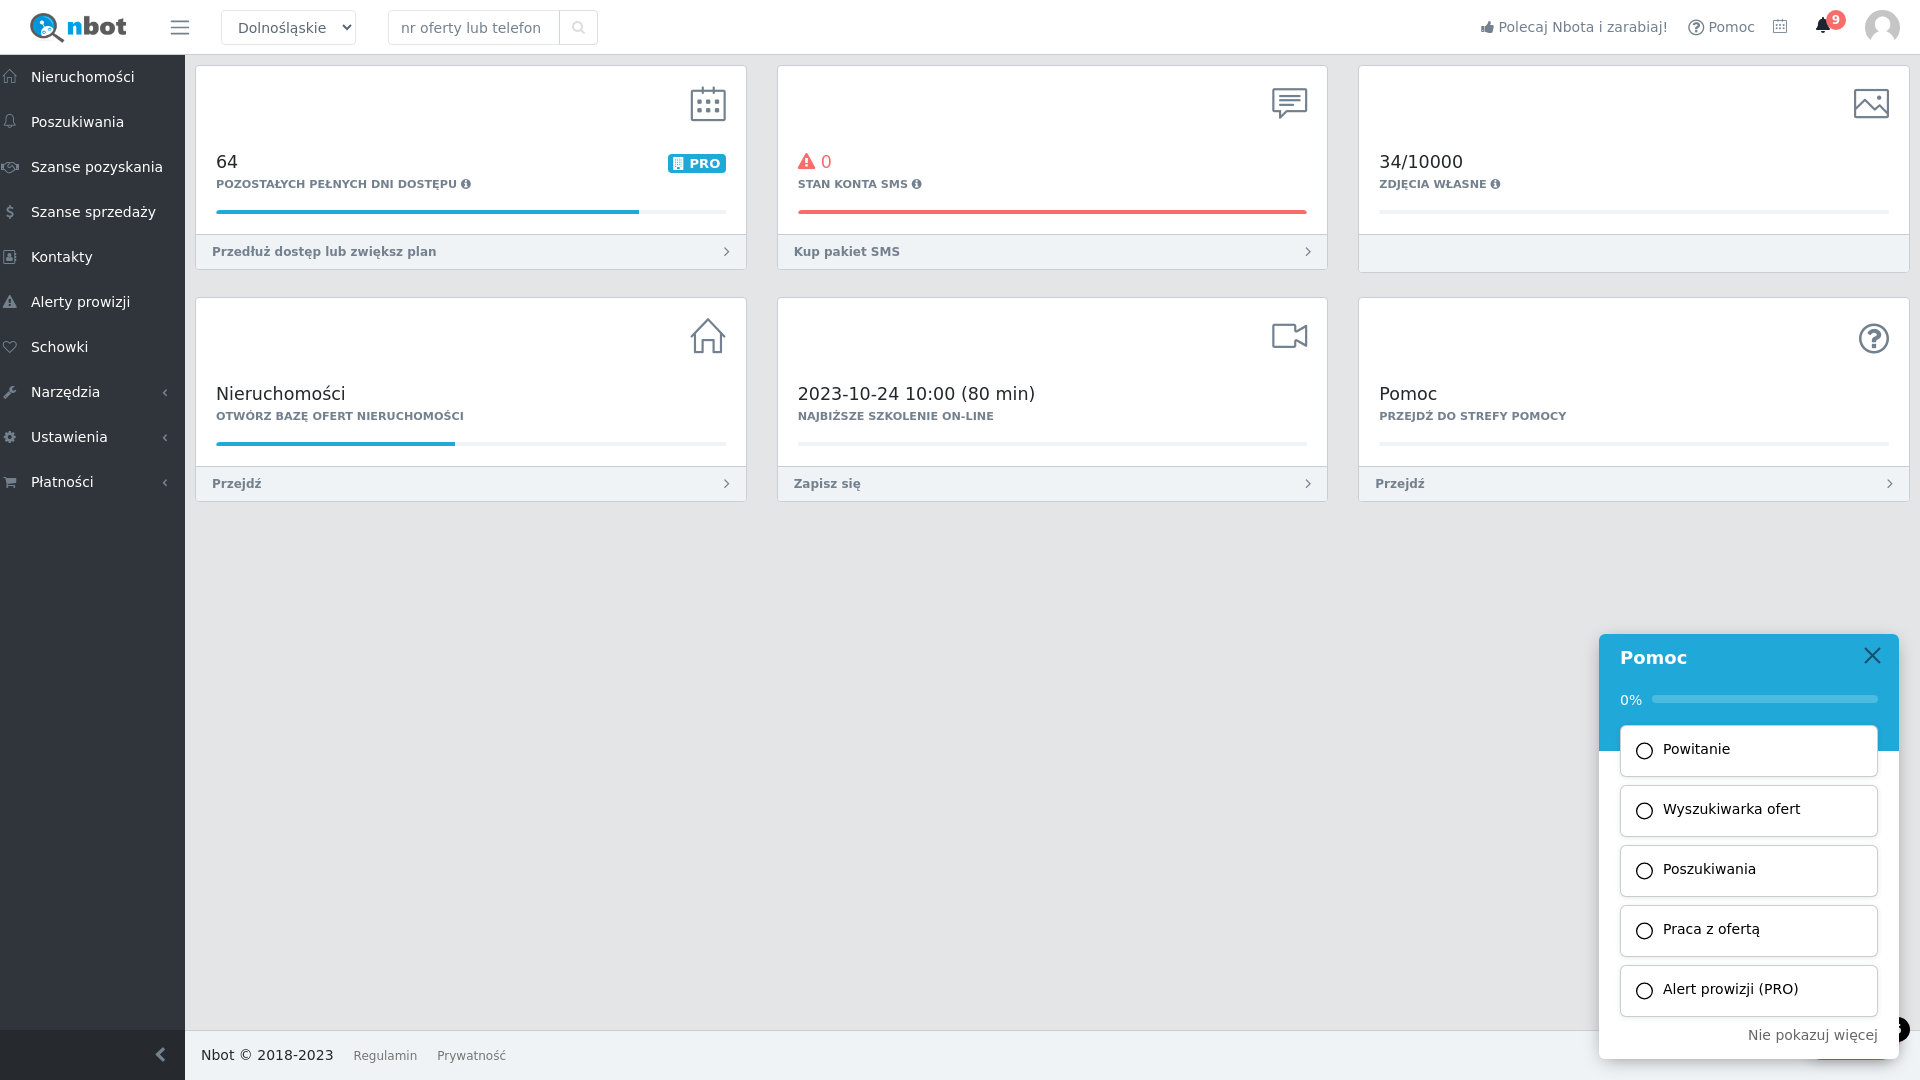 nbot
Dolnośląskie
nr oferty lub telefon
Polecaj Nbota i zarabiaj!
Pomoc
9
Nieruchomości
Poszukiwania
Szanse pozyskania
Szanse sprzedaży
Kontakty
Alerty prowizji
Schowki
Narzędzia
Ustawienia
Płatności
64
PRO
POZOSTAŁYCH PEŁNYCH DNI DOSTĘPU
Przedłuż dostęp lub zwiększ plan
0
STAN KONTA SMS
Kup pakiet SMS
34/10000
ZDJĘCIA WŁASNE
Nieruchomości
OTWÓRZ BAZĘ OFERT NIERUCHOMOŚCI
Przejdź
2023-10-24 10:00 (80 min)
NAJBIŻSZE SZKOLENIE ON-LINE
Zapisz się
Pomoc
PRZEJDŹ DO STREFY POMOCY
Przejdź
Pomoc
0%
Powitanie
Wyszukiwarka ofert
Poszukiwania
Praca z ofertą
Alert prowizji (PRO)
Nie pokazuj więcej
Nbot © 2018-2023
Regulamin
Prywatność